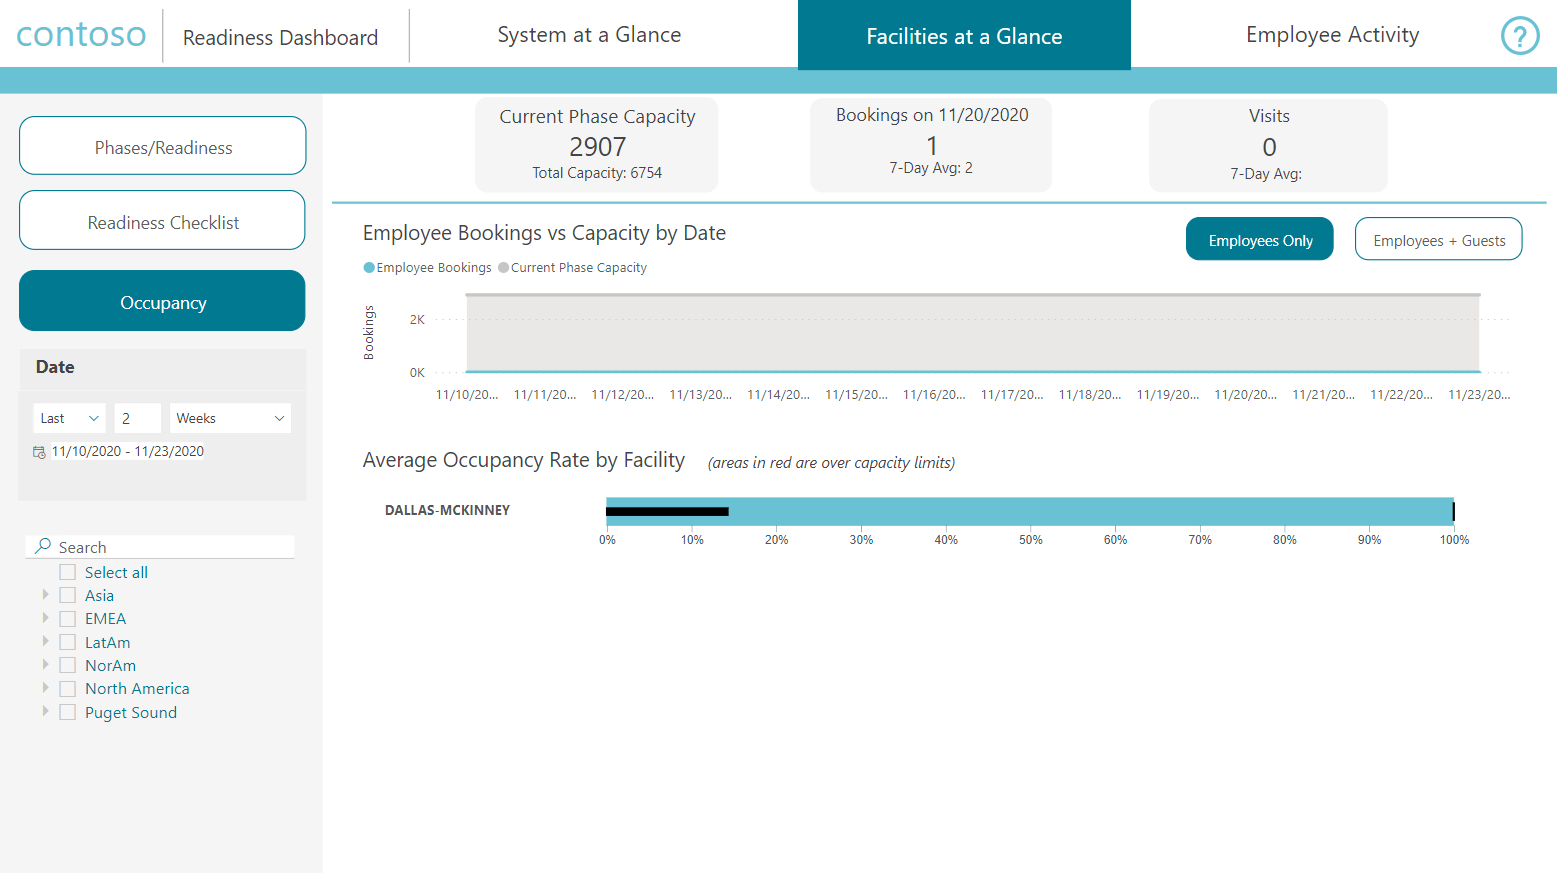 contoso
Readiness Dashboard
System at a Glance
Facilities at a Glance
Employee Activity
?
Phases/Readiness
Readiness Checklist
Occupancy
Date
Last
2
Weeks
11/10/2020 - 11/23/2020
Search
Select all
Asia
EMEA
LatAm
NorAm
North America
Puget Sound
Current Phase Capacity
2907
Total Capacity: 6754
Bookings on 11/20/2020
1
7-Day Avg: 2
Visits
0
7-Day Avg:
Employee Bookings vs Capacity by Date
Employees Only
Employees + Guests
Employee Bookings
Current Phase Capacity
Bookings
2K
0K
11/10/20... 11/11/20... 11/12/20... 11/13/20... 11/14/20... 11/15/20... 11/16/20... 11/17/20... 11/18/20... 11/19/20... 11/20/20... 11/21/20... 11/22/20... 11/23/20...
Average Occupancy Rate by Facility (areas in red are over capacity limits)
DALLAS-MCKINNEY
0% 10% 20% 30% 40% 50% 60% 70% 80% 90% 100%